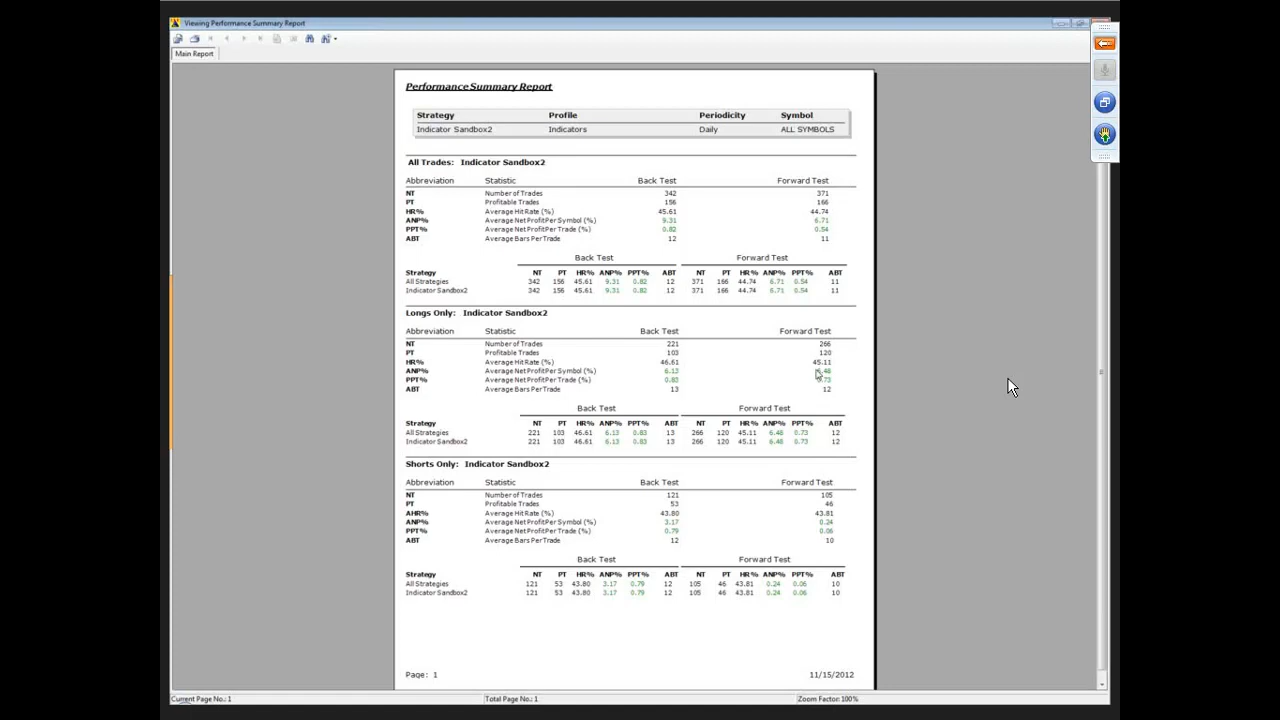 Viewing Performance Summary Report
Main Report
Performance Summary Report
Strategy Profile Periodicity Symbol
Indicator Sandbox2 Indicators Daily ALL SYMBOLS
All Trades: Indicator Sandbox2
Abbreviation Statistic Back Test Forward Test
NT Number of Trades 342 371
PT Profitable Trades 156 166
HR% Average Hit Rate (%) 45.61 44.74
ANP% Average Net Profit Per Symbol (%) 9.31 6.71
PPT% Average Net Profit Per Trade (%) 0.82 0.54
ABT Average Bars Per Trade 12 11
Back Test Forward Test
Strategy NT PT HR% ANP% PPT% ABT NT PT HR% ANP% PPT% ABT
All Strategies 342 156 45.61 9.31 0.82 12 371 166 44.74 6.71 0.54 11
Indicator Sandbox2 342 156 45.61 9.31 0.82 12 371 166 44.74 6.71 0.54 11
Longs Only: Indicator Sandbox2
Abbreviation Statistic Back Test Forward Test
NT Number of Trades 221 266
PT Profitable Trades 103 120
HR% Average Hit Rate (%) 46.61 45.11
ANP% Average Net Profit Per Symbol (%) 6.13 6.48
PPT% Average Net Profit Per Trade (%) 0.83 0.73
ABT Average Bars Per Trade 13 12
Back Test Forward Test
Strategy NT PT HR% ANP% PPT% ABT NT PT HR% ANP% PPT% ABT
All Strategies 221 103 46.61 6.13 0.83 13 266 120 45.11 6.48 0.73 12
Indicator Sandbox2 221 103 46.61 6.13 0.83 13 266 120 45.11 6.48 0.73 12
Shorts Only: Indicator Sandbox2
Abbreviation Statistic Back Test Forward Test
NT Number of Trades 121 105
PT Profitable Trades 53 46
AHR% Average Hit Rate (%) 43.80 43.81
ANP% Average Net Profit Per Symbol (%) 3.17 0.24
PPT% Average Net Profit Per Trade (%) 0.79 0.06
ABT Average Bars Per Trade 12 10
Back Test Forward Test
Strategy NT PT HR% ANP% PPT% ABT NT PT HR% ANP% PPT% ABT
All Strategies 121 53 43.80 3.17 0.79 12 105 46 43.81 0.24 0.06 10
Indicator Sandbox2 121 53 43.80 3.17 0.79 12 105 46 43.81 0.24 0.06 10
Page: 1 11/15/2012
Current Page No.: 1 Total Page No.: 1 Zoom Factor: 100%